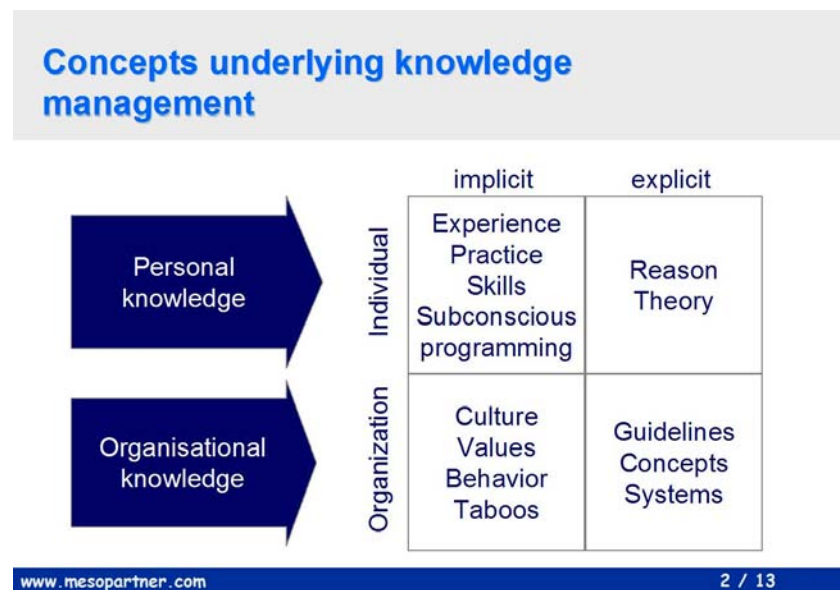 Concepts underlying knowledge
management
implicit
explicit
Personal
knowledge
Individual
Experience
Practice
Skills
Subconscious
programming
Reason
Theory
Organisational
knowledge
Organization
Culture
Values
Behavior
Taboos
Guidelines
Concepts
Systems
www.mesopartner.com
2 / 13